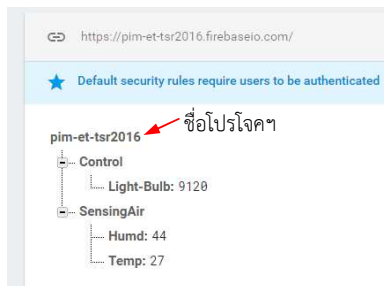 https://pim-et-tsr2016.firebaseio.com/
Default security rules require users to be authenticated
ชื่อโปรโจคฯ
pim-et-tsr2016
Control
Light-Bulb: 9120
SensingAir
Humd: 44
Temp: 27